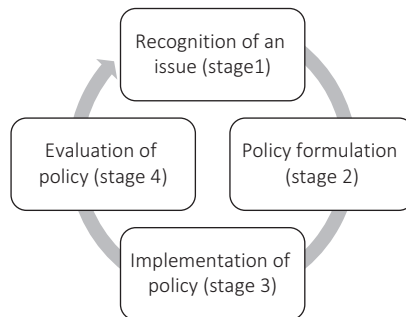 Recognition of an
issue (stage1)
Policy formulation
(stage 2)
Implementation of
policy (stage 3)
Evaluation of
policy (stage 4)